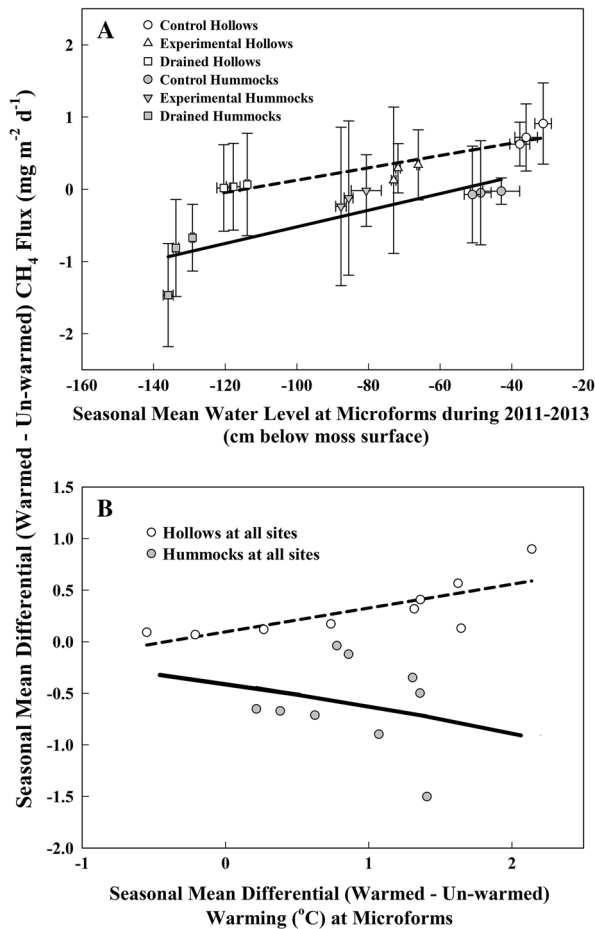 Seasonal Mean Differential (Warmed - Un-warmed) CH4 Flux (mg m-2 d-1)
A
Control Hollows
Experimental Hollows
Drained Hollows
Control Hummocks
Experimental Hummocks
Drained Hummocks
2
1
0
-1
-2
-160 -140 -120 -100 -80 -60 -40 -20
Seasonal Mean Water Level at Microforms during 2011-2013
(cm below moss surface)
B
Hollows at all sites
Hummocks at all sites
1.5
1.0
0.5
0.0
-0.5
-1.0
-1.5
-2.0
-1 0 1 2
Seasonal Mean Differential (Warmed - Un-warmed)
Warming (oC) at Microforms